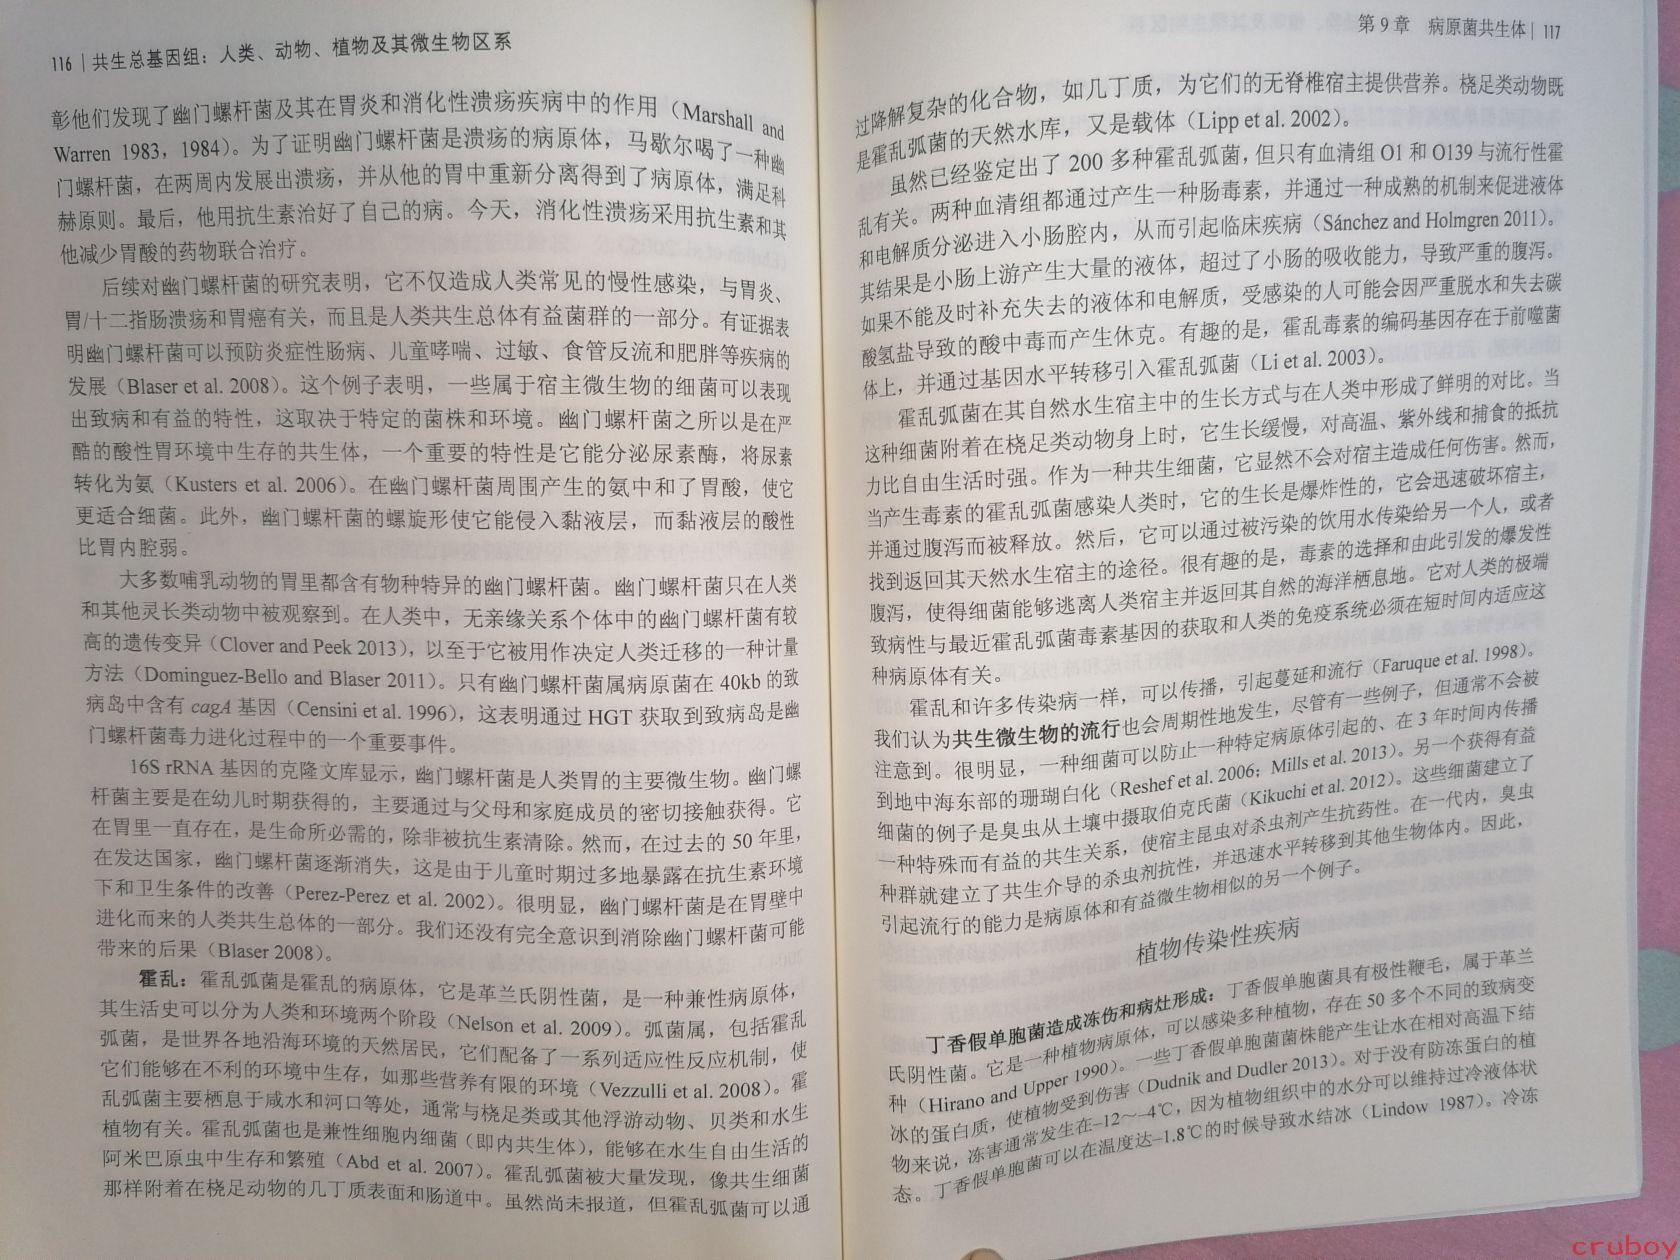 116 | 共生总基因组：人类、动物、植物及其微生物区系
彰他们发现了幽门螺杆菌及其在胃炎和消化性溃疡疾病中的作用（Marshall and
Warren 1983，1984）。为了证明幽门螺杆菌是溃疡的病原体，马歇尔喝了一种幽
门螺杆菌，在两周内发展出溃疡，并从他的胃中重新分离得到了病原体，满足科
赫原则。最后，他用抗生素治好了自己的病。今天，消化性溃疡采用抗生素和其
他减少胃酸的药物联合治疗。
后续对幽门螺杆菌的研究表明，它不仅造成人类常见的慢性感染，与胃炎、
胃/十二指肠溃疡和胃癌有关，而且是人类共生总体有益菌群的一部分。有证据表
明幽门螺杆菌可以预防炎症性肠病、儿童哮喘、过敏、食管反流和肥胖等疾病的
发展（Blaser et al. 2008）。这个例子表明，一些属于宿主微生物的细菌可以表现
出致病和有益的特性，这取决于特定的菌株和环境。幽门螺杆菌之所以是在严
酷的酸性胃环境中生存的共生体，一个重要的特性是它能分泌尿素酶，将尿素
转化为氨（Kusters et al. 2006）。在幽门螺杆菌周围产生的氨中和了胃酸，使它
更适合细菌。此外，幽门螺杆菌的螺旋形使它能侵入黏液层，而黏液层的酸性
比胃内腔弱。
大多数哺乳动物的胃里都含有物种特异的幽门螺杆菌。幽门螺杆菌只在人类
和其他灵长类动物中被观察到。在人类中，无亲缘关系个体中的幽门螺杆菌有较
高的遗传变异（Clover and Peek 2013），以至于它被用作决定人类迁移的一种计量
方法（Dominguez-Bello and Blaser 2011）。只有幽门螺杆菌属病原菌在 40kb 的致
病岛中含有 cagA 基因（Censini et al. 1996），这表明通过 HGT 获取到致病岛是幽
门螺杆菌毒力进化过程中的一个重要事件。
16S rRNA 基因的克隆文库显示，幽门螺杆菌是人类胃的主要微生物。幽门螺
杆菌主要是在幼儿时期获得的，主要通过与父母和家庭成员的密切接触获得。它
在胃里一直存在，是生命所必需的，除非被抗生素清除。然而，在过去的 50 年里，
在发达国家，幽门螺杆菌逐渐消失，这是由于儿童时期过多地暴露在抗生素环境
下和卫生条件的改善（Perez-Perez et al. 2002）。很明显，幽门螺杆菌是在胃壁中
进化而来的人类共生总体的一部分。我们还没有完全意识到消除幽门螺杆菌可能
带来的后果（Blaser 2008）。
霍乱：霍乱弧菌是霍乱的病原体，它是革兰氏阴性菌，是一种兼性病原体，
其生活史可以分为人类和环境两个阶段（Nelson et al. 2009）。弧菌属，包括霍乱
弧菌，是世界各地沿海环境的天然居民，它们配备了一系列适应性反应机制，使
它们能够在不利的环境中生存，如那些营养有限的环境（Vezzulli et al. 2008）。霍
乱弧菌主要栖息于咸水和河口等处，通常与桡足类或其他浮游动物、贝类和水生
植物有关。霍乱弧菌也是兼性细胞内细菌（即内共生体），能够在水生自由生活的
阿米巴原虫中生存和繁殖（Abd et al. 2007）。霍乱弧菌被大量发现，像共生细菌
那样附着在桡足动物的几丁质表面和肠道中。虽然尚未报道，但霍乱弧菌可以通
第 9 章 病原菌共生体 | 117
过降解复杂的化合物，如几丁质，为它们的无脊椎宿主提供营养。桡足类动物既
是霍乱弧菌的天然水库，又是载体（Lipp et al. 2002）。
虽然已经鉴定出了 200 多种霍乱弧菌，但只有血清组 O1 和 O139 与流行性霍
乱有关。两种血清组都通过产生一种肠毒素，并通过一种成熟的机制来促进液体
和电解质分泌进入小肠腔内，从而引起临床疾病（Sánchez and Holmgren 2011）。
其结果是小肠上游产生大量的液体，超过了小肠的吸收能力，导致严重的腹泻。
如果不能及时补充失去的液体和电解质，受感染的人可能会因严重脱水和失去碳
酸氢盐导致的酸中毒而产生休克。有趣的是，霍乱毒素的编码基因存在于前噬菌
体上，并通过基因水平转移引入霍乱弧菌（Li et al. 2003）。
霍乱弧菌在其自然水生宿主中的生长方式与在人类中形成了鲜明的对比。当
这种细菌附着在桡足类动物身上时，它生长缓慢，对高温、紫外线和捕食的抵抗
力比自由生活时强。作为一种共生细菌，它显然不会对宿主造成任何伤害。然而，
当产生毒素的霍乱弧菌感染人类时，它的生长是爆炸性的，它会迅速破坏宿主，
并通过腹泻而被释放。然后，它可以通过被污染的饮用水传染给另一个人，或者
找到返回其天然水生宿主的途径。很有趣的是，毒素的选择和由此引发的爆发性
腹泻，使得细菌能够逃离人类宿主并返回其自然的海洋栖息地。它对人类的极端
致病性与最近霍乱弧菌毒素基因的获取和人类的免疫系统必须在短时间内适应这
种病原体有关。
霍乱和许多传染病一样，可以传播，引起蔓延和流行（Faruque et al. 1998）。
我们认为共生微生物的流行也会周期性地发生，尽管有一些例子，但通常不会被
注意到。很明显，一种细菌可以防止一种特定病原体引起的、在 3 年时间内传播
到地中海东部的珊瑚白化（Reshef et al. 2006；Mills et al. 2013）。另一个获得有益
细菌的例子是臭虫从土壤中摄取伯克氏菌（Kikuchi et al. 2012）。这些细菌建立了
一种特殊而有益的共生关系，使宿主昆虫对杀虫剂产生抗药性。在一代内，臭虫
种群就建立了共生介导的杀虫剂抗性，并迅速水平转移到其他生物体内。因此，
引起流行的能力是病原体和有益微生物相似的另一个例子。
植物传染性疾病
丁香假单胞菌造成冻伤和病灶形成：丁香假单胞菌具有极性鞭毛，属于革兰
氏阴性菌。它是一种植物病原体，可以感染多种植物，存在 50 多个不同的致病变
种（Hirano and Upper 1990）。一些丁香假单胞菌菌株能产生让水在相对高温下结
冰的蛋白质，使植物受到伤害（Dudnik and Dudler 2013）。对于没有防冻蛋白的植
物来说，冻害通常发生在–12～–4℃，因为植物组织中的水分可以维持过冷液体状
态。丁香假单胞菌可以在温度达–1.8℃的时候导致水结冰（Lindow 1987）。冷冻
cruboy